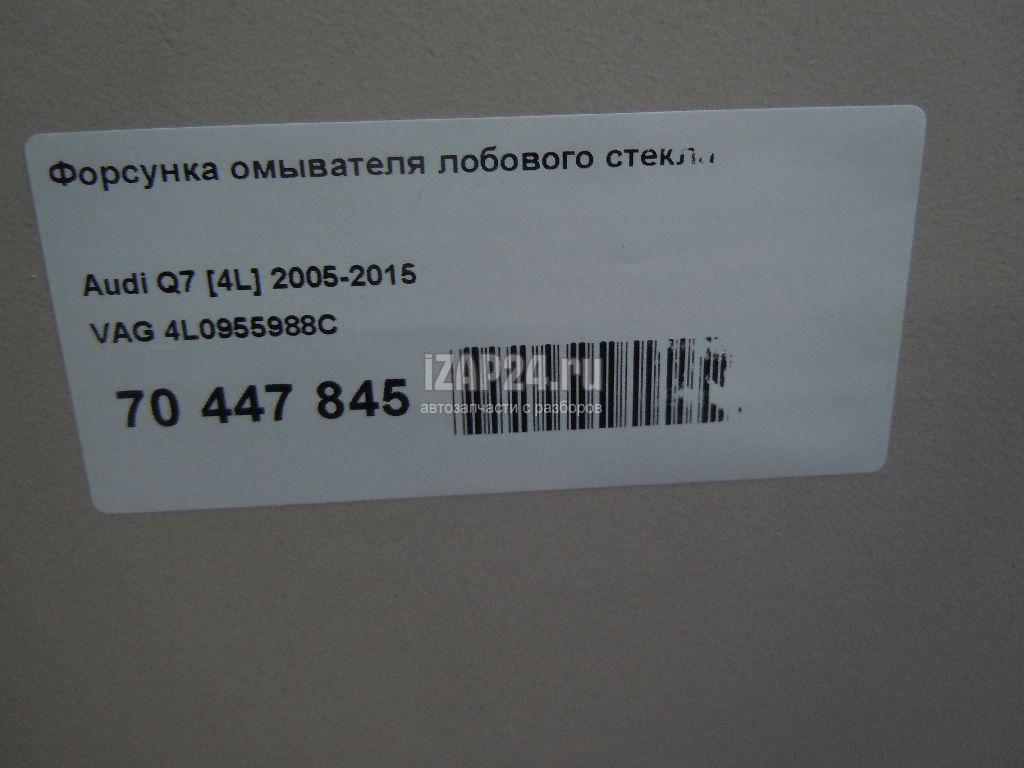 Форсунка омывателя лобового стекла
Audi Q7 [4L] 2005-2015
VAG 4L0955988C
70 447 845
iZAP24.ru
автозапчасти с разборов